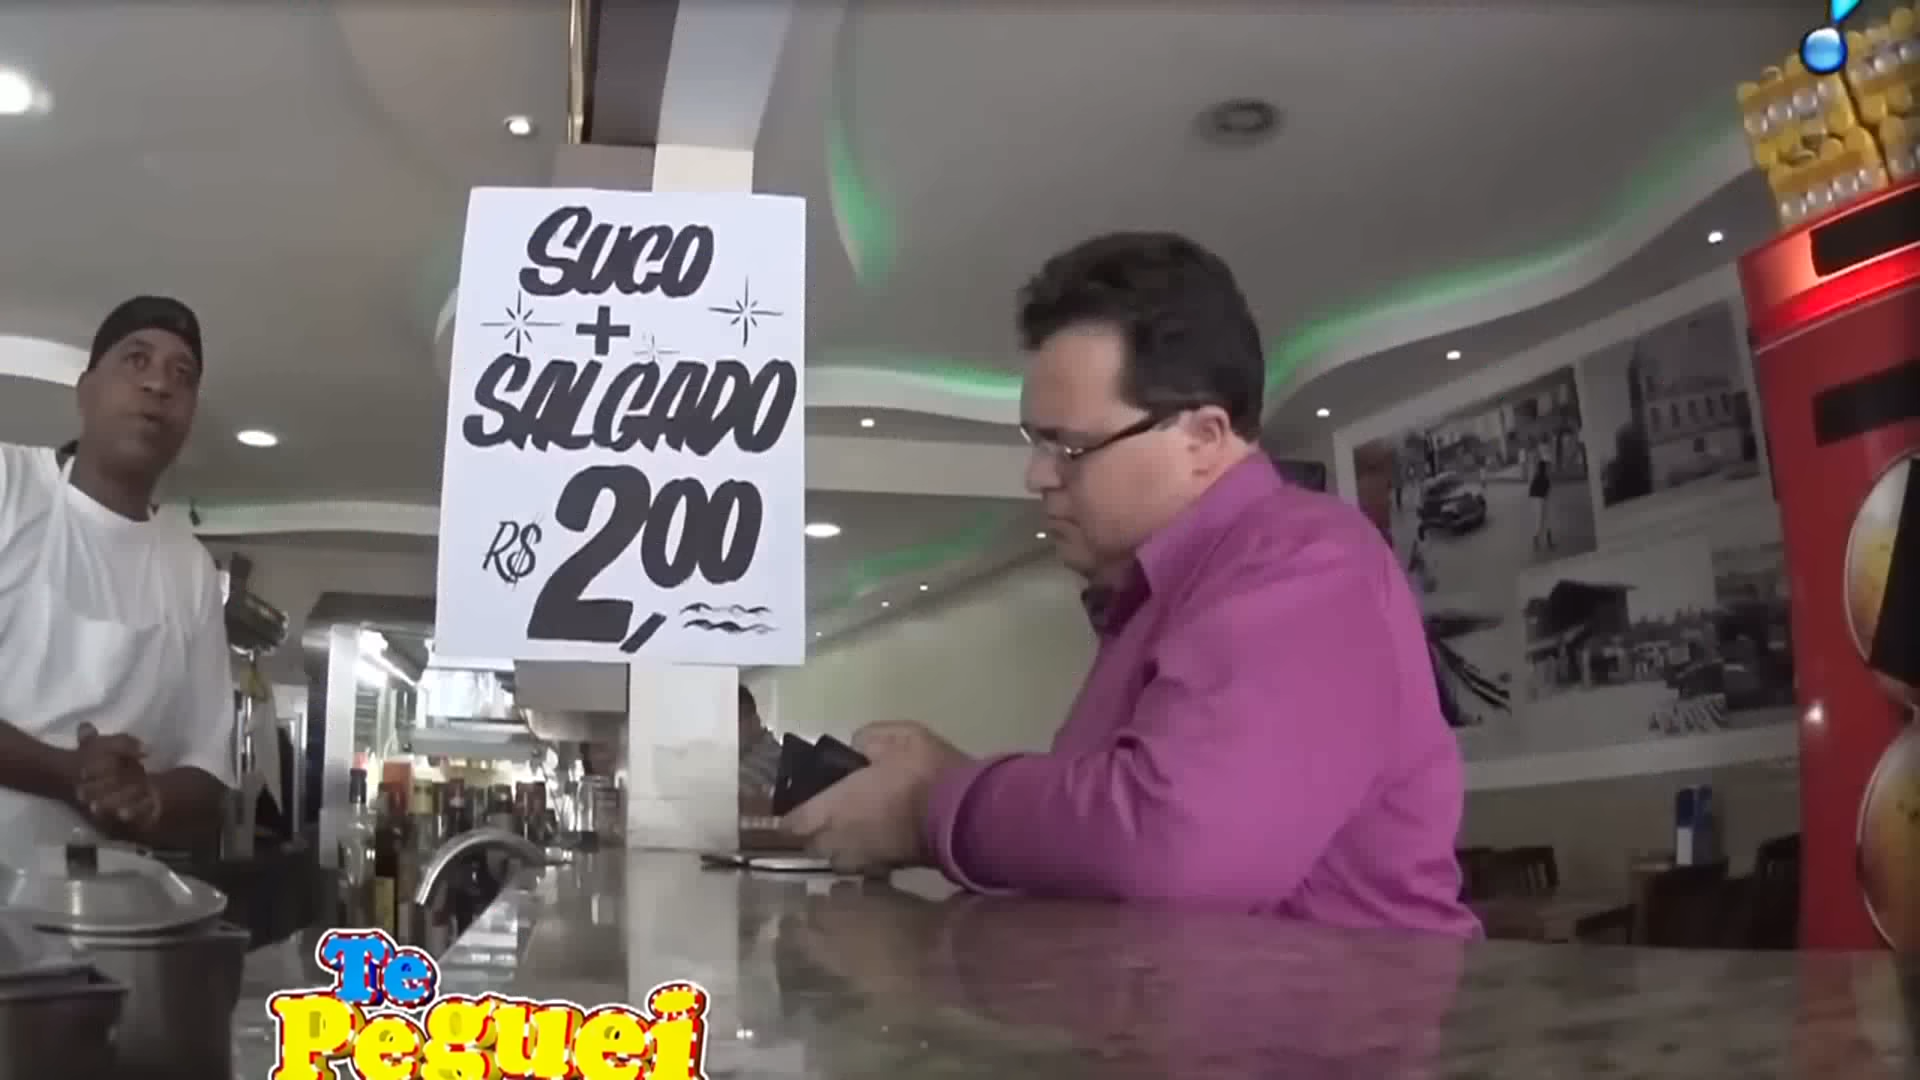 SUCO
+
SALGADO
R$ 2,00
Te
Peguei